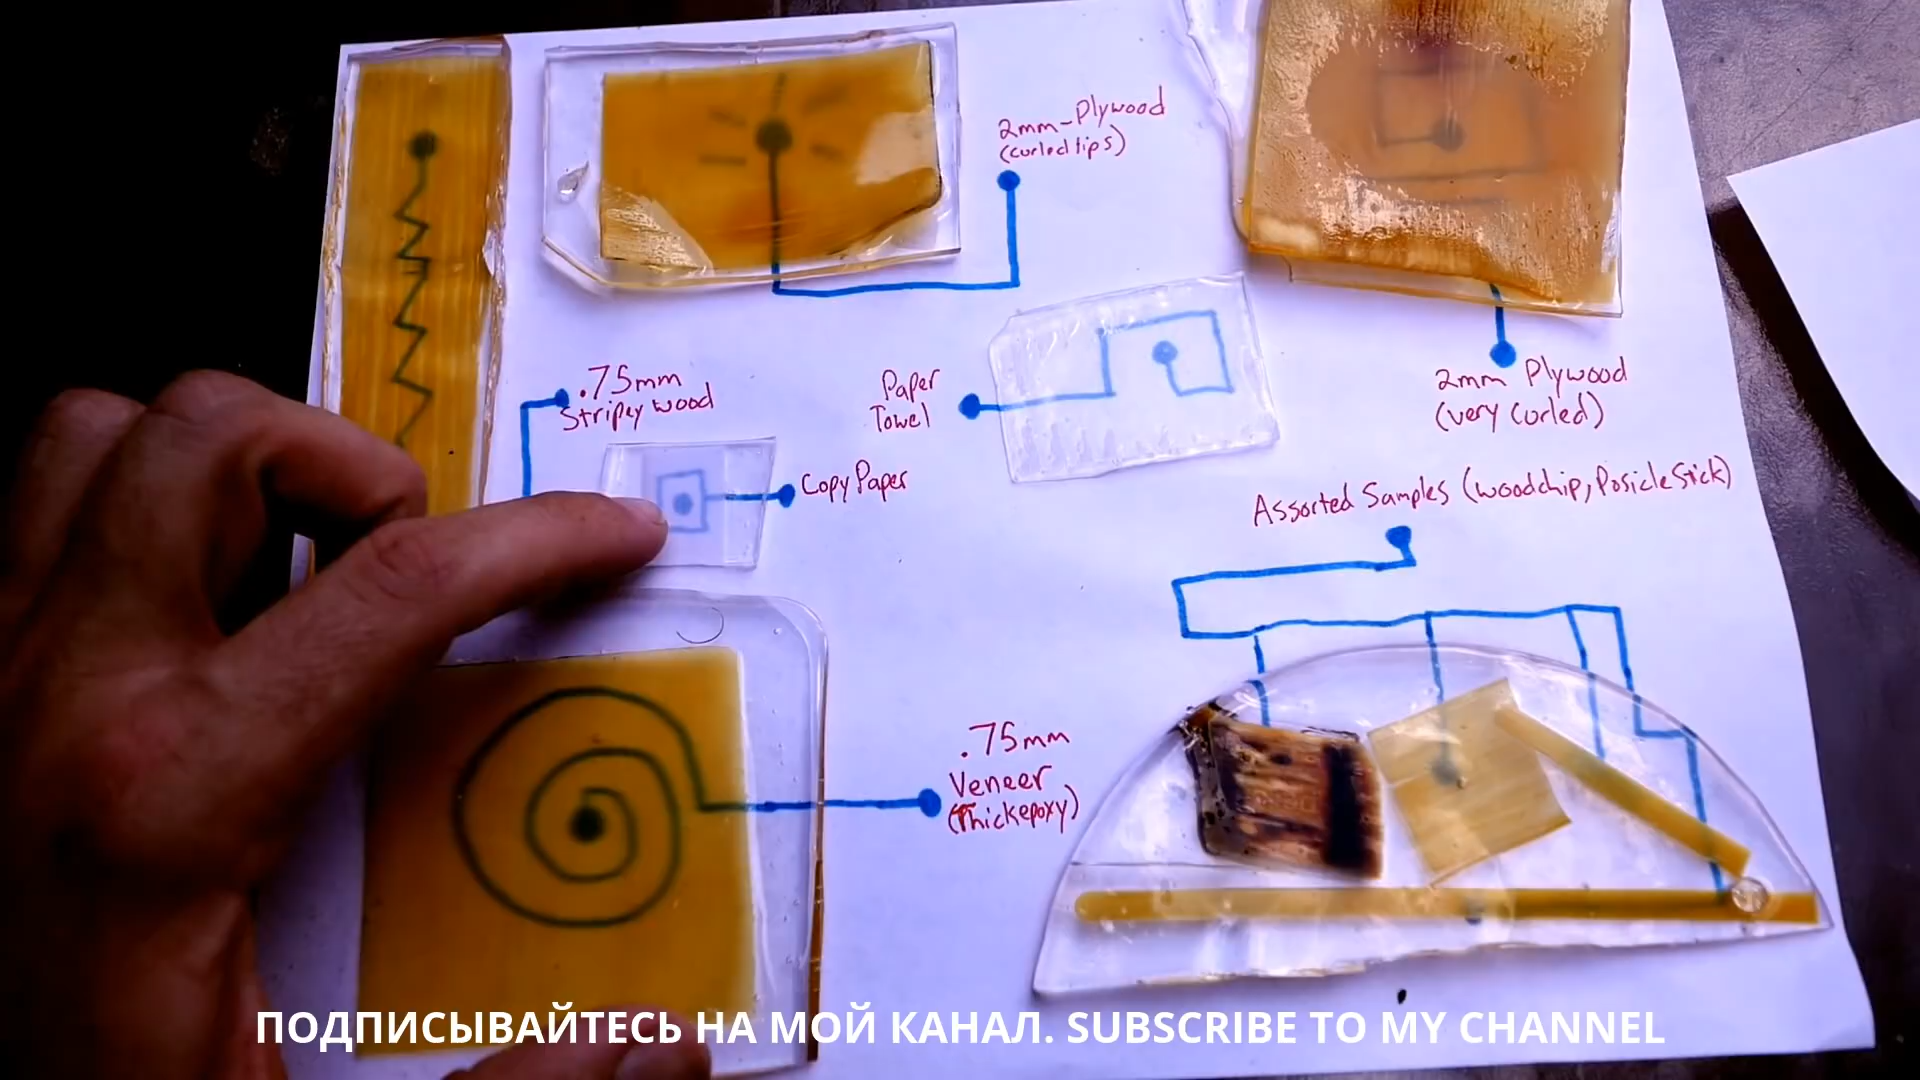 2mm-Plywood
(curled tips)
.75mm
Stripey wood
Paper
Towel
2mm Plywood
(very curled)
Copy Paper
Assorted Samples (woodchip, Posicle Stick)
.75mm
Veneer
(Thick epoxy)
ПОДПИСЫВАЙТЕСЬ НА МОЙ КАНАЛ. SUBSCRIBE TO MY CHANNEL